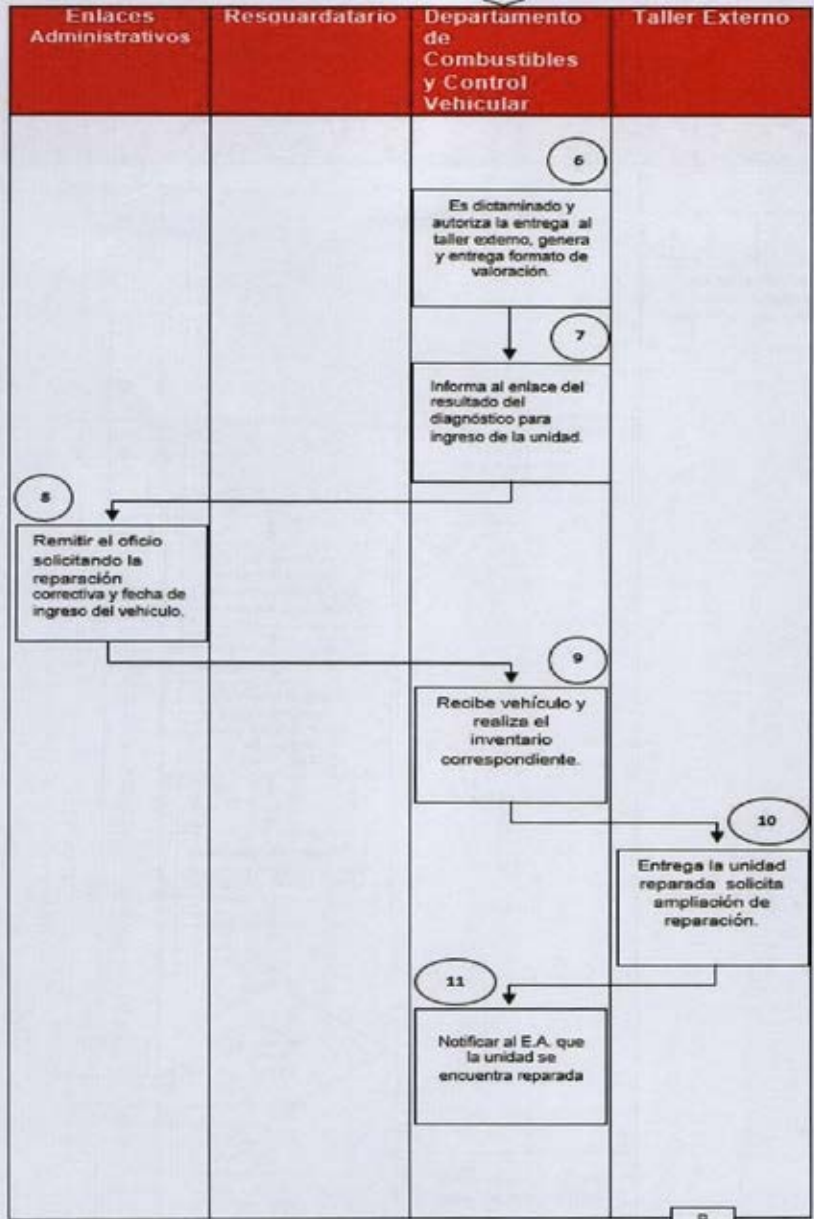 Enlaces
Administrativos
Resguardatario
Departamento
de
Combustibles
y Control
Vehicular
Taller Externo
6
Es dictaminado y
autoriza la entrega al
taller externo, genera
y entrega formato de
valoración.
7
Informa al enlace del
resultado del
diagnóstico para
ingreso de la unidad.
8
Remitir el oficio
solicitando la
reparación
correctiva y fecha de
ingreso del vehículo.
9
Recibe vehículo y
realiza el
inventario
correspondiente.
10
Entrega la unidad
reparada solicita
ampliación de
reparación.
11
Notificar al E.A. que
la unidad se
encuentra reparada